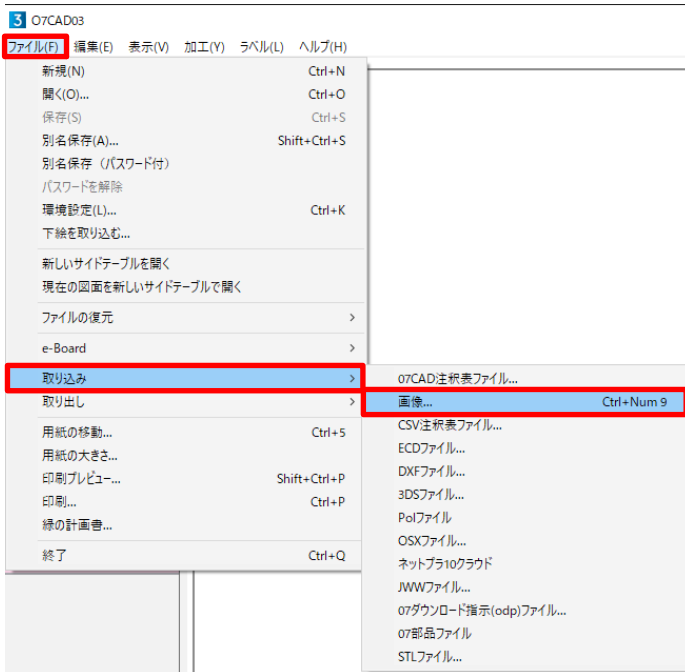 3 O7CAD03
ファイル(F) 編集(E) 表示(V) 加工(Y) ラベル(L) ヘルプ(H)
新規(N) Ctrl+N
開く(O)... Ctrl+O
保存(S) Ctrl+S
別名保存(A)... Shift+Ctrl+S
別名保存（パスワード付）
パスワードを解除
環境設定(L)... Ctrl+K
下絵を取り込む...
新しいサイドテーブルを開く
現在の図面を新しいサイドテーブルで開く
ファイルの復元 >
e-Board >
取り込み >
取り出し >
用紙の移動... Ctrl+5
用紙の大きさ...
印刷プレビュー... Shift+Ctrl+P
印刷... Ctrl+P
緑の計画書...
終了 Ctrl+Q
07CAD注釈表ファイル...
画像... Ctrl+Num 9
CSV注釈表ファイル...
ECDファイル...
DXFファイル...
3DSファイル...
Polファイル
OSXファイル...
ネットプラ10クラウド
JWWファイル...
07ダウンロード指示(odp)ファイル...
07部品ファイル
STLファイル...